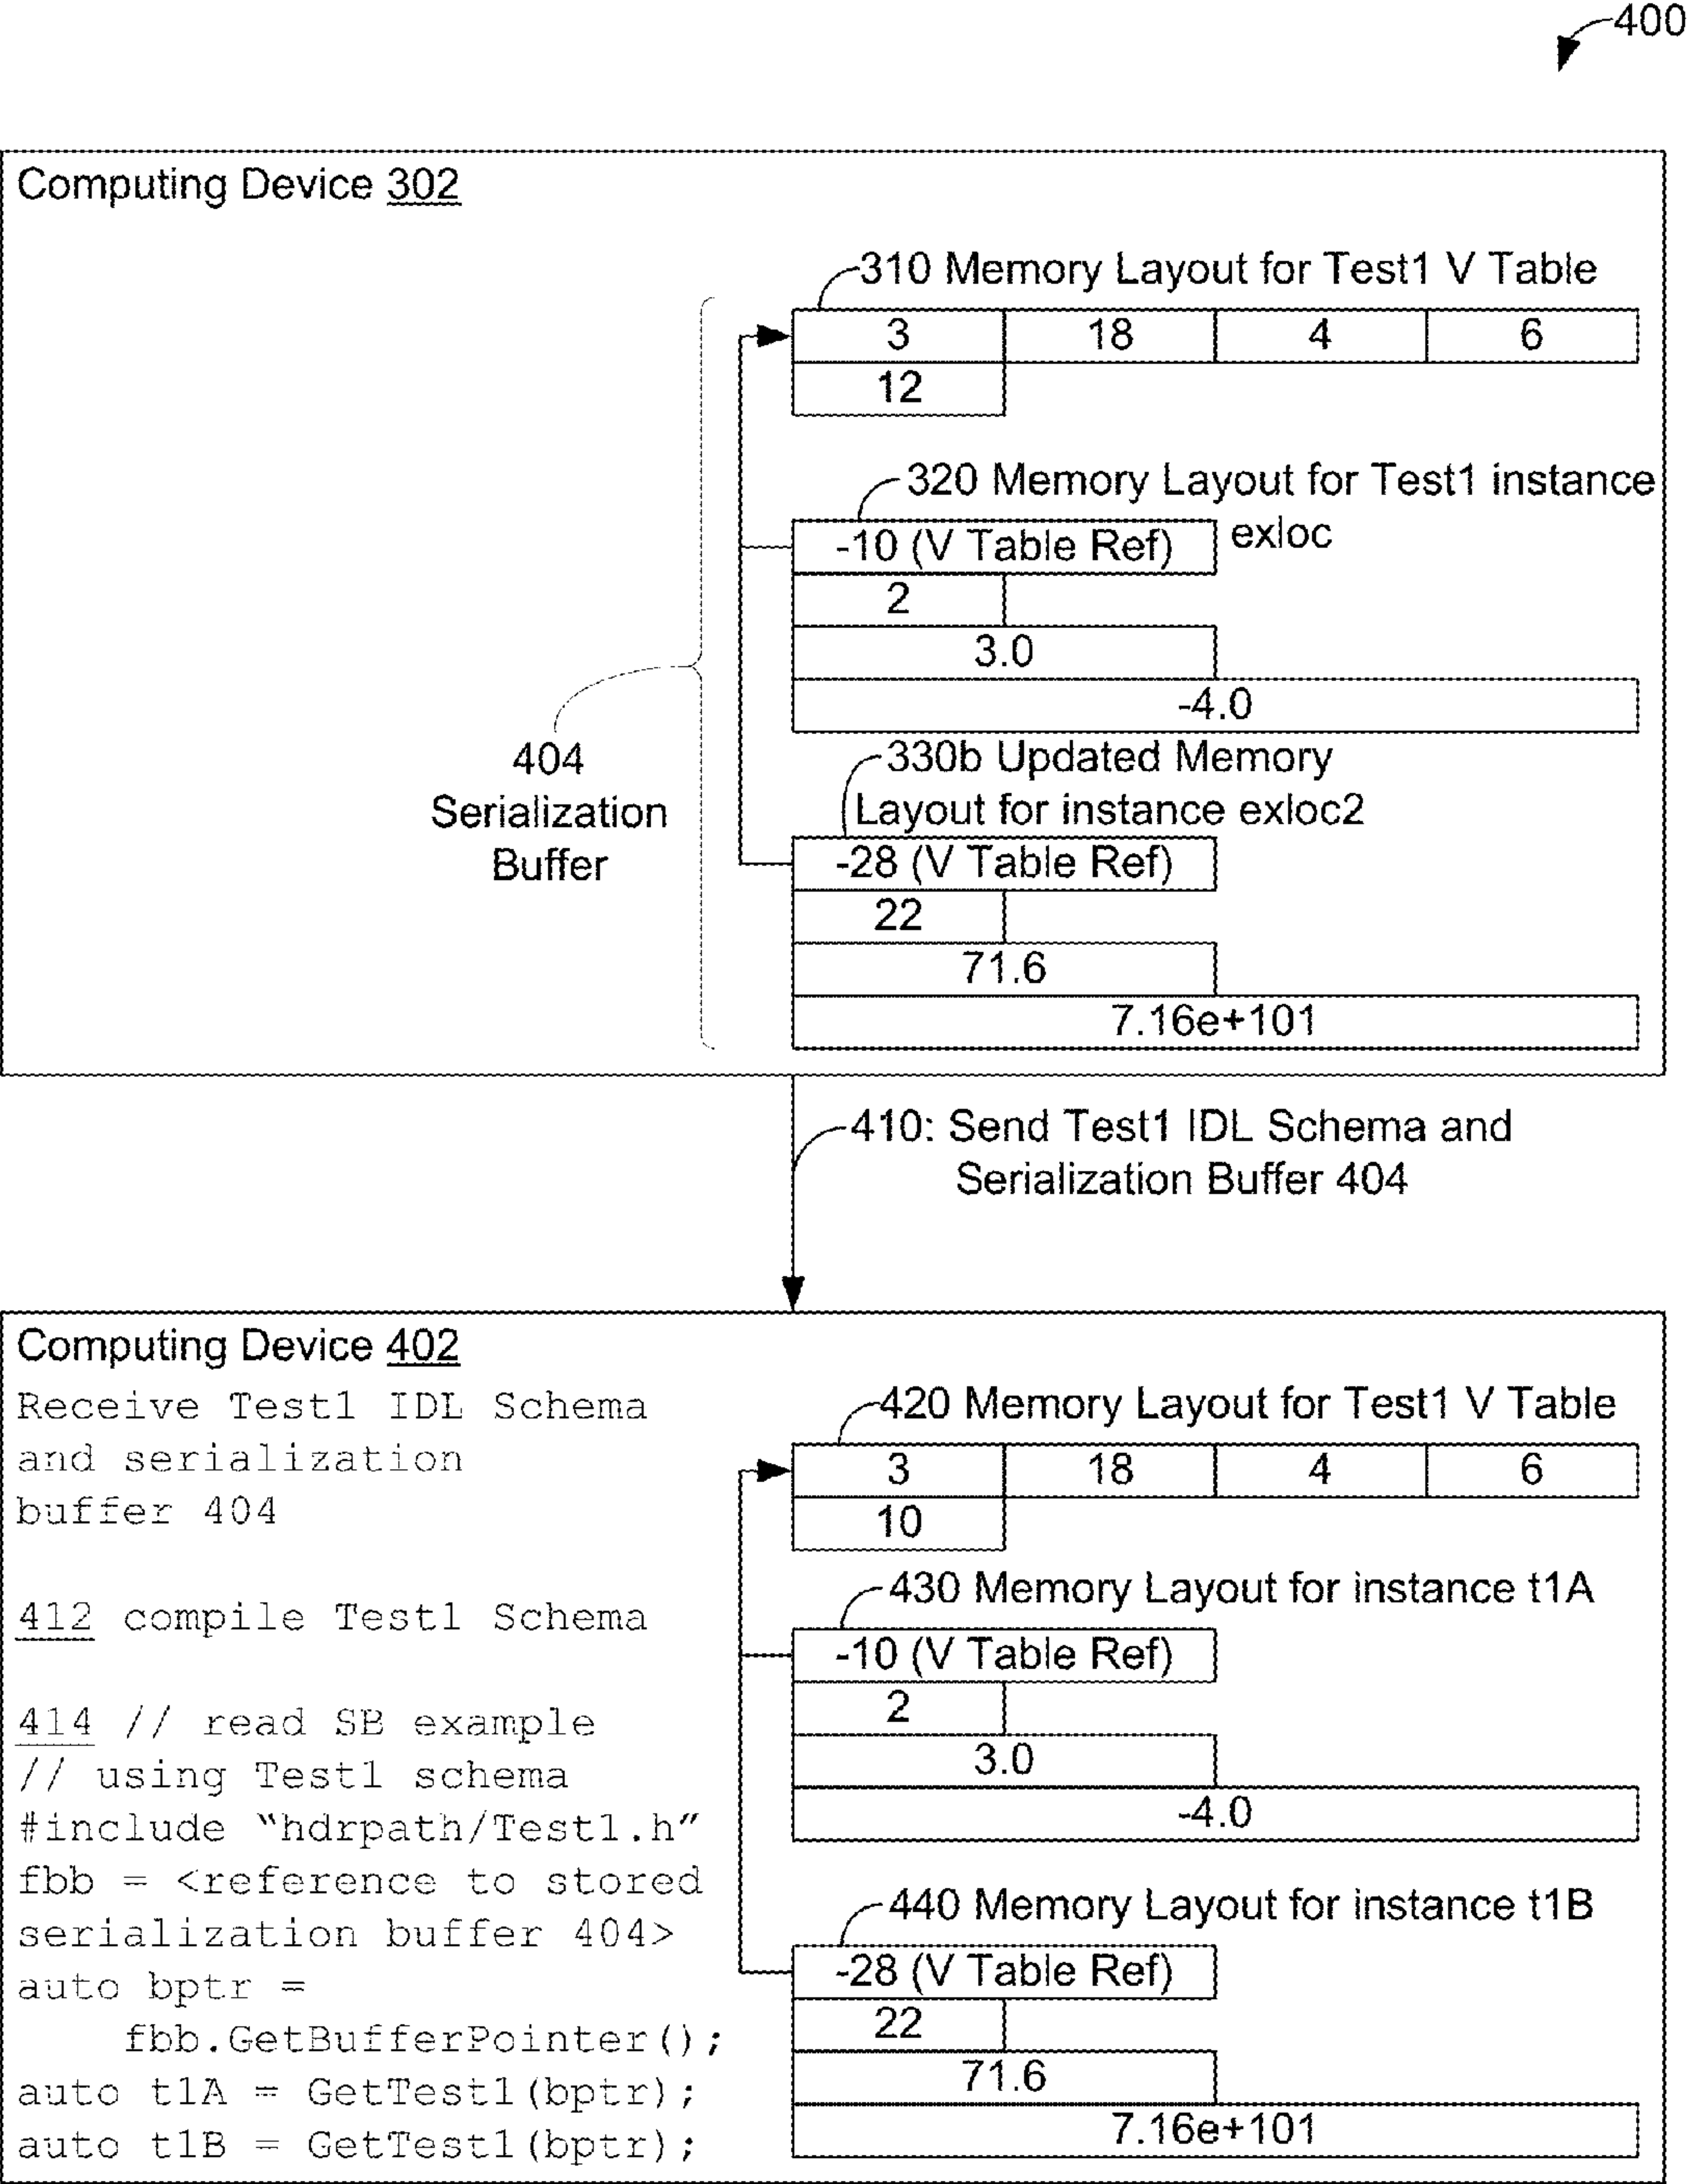 400
Computing Device 302
310 Memory Layout for Test1 V Table
3 18 4 6
12
320 Memory Layout for Test1 instance
exloc
-10 (V Table Ref)
2
3.0
-4.0
404
Serialization
Buffer
330b Updated Memory
Layout for instance exloc2
-28 (V Table Ref)
22
71.6
7.16e+101
410: Send Test1 IDL Schema and
Serialization Buffer 404
Computing Device 402
Receive Test1 IDL Schema
and serialization
buffer 404
412 compile Test1 Schema
414 // read SB example
// using Test1 schema
#include “hdrpath/Test1.h”
fbb = <reference to stored
serialization buffer 404>
auto bptr =
fbb.GetBufferPointer();
auto t1A = GetTest1(bptr);
auto t1B = GetTest1(bptr);
420 Memory Layout for Test1 V Table
3 18 4 6
10
430 Memory Layout for instance t1A
-10 (V Table Ref)
2
3.0
-4.0
440 Memory Layout for instance t1B
-28 (V Table Ref)
22
71.6
7.16e+101